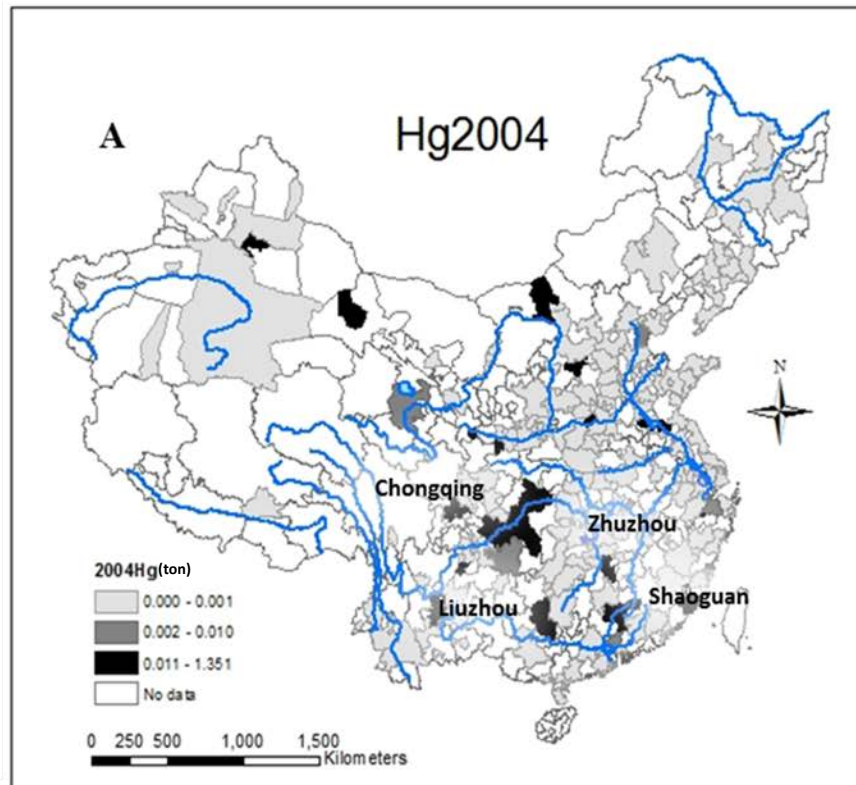 A
Hg2004
N
Chongqing
Zhuzhou
Liuzhou
Shaoguan
2004Hg(ton)
0.000 - 0.001
0.002 - 0.010
0.011 - 1.351
No data
0 250 500 1,000 1,500
Kilometers